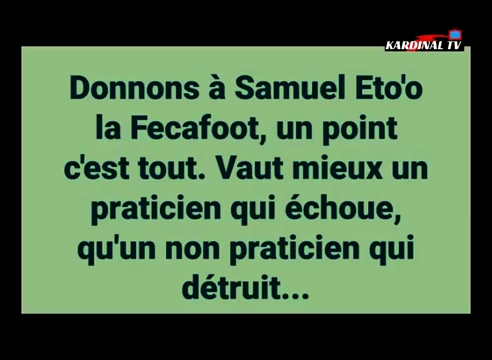 KARDINAL TV
Donnons à Samuel Eto'o
la Fecafoot, un point
c'est tout. Vaut mieux un
praticien qui échoue,
qu'un non praticien qui
détruit...